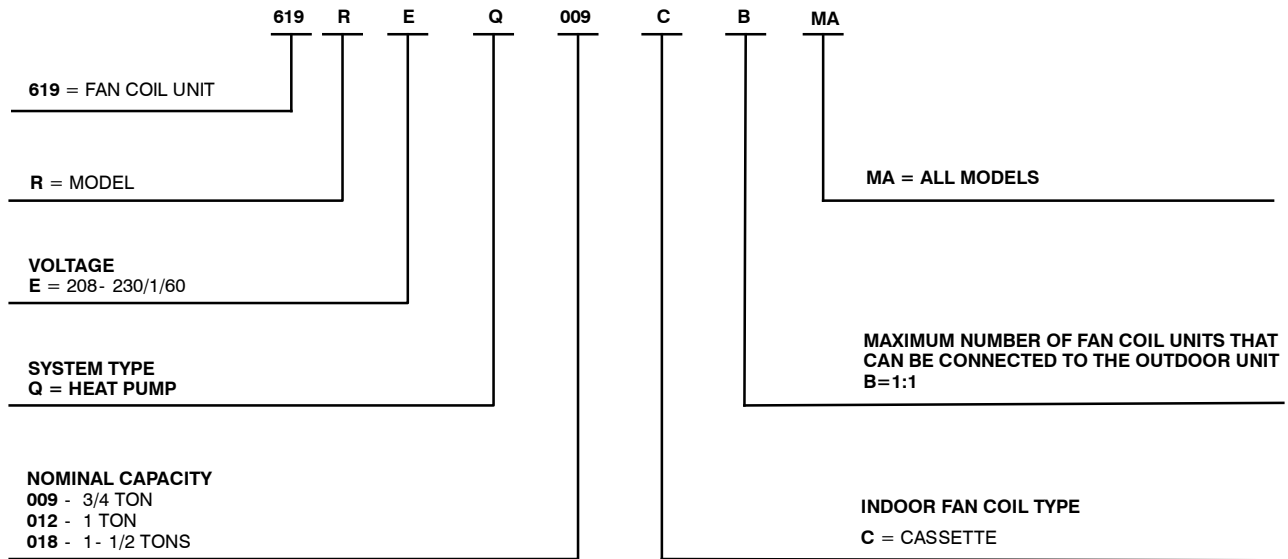 619 R E Q 009 C B MA
619 = FAN COIL UNIT
R = MODEL
MA = ALL MODELS
VOLTAGE
E = 208- 230/1/60
SYSTEM TYPE
Q = HEAT PUMP
MAXIMUM NUMBER OF FAN COIL UNITS THAT
CAN BE CONNECTED TO THE OUTDOOR UNIT
B=1:1
NOMINAL CAPACITY
009 - 3/4 TON
012 - 1 TON
018 - 1- 1/2 TONS
INDOOR FAN COIL TYPE
C = CASSETTE